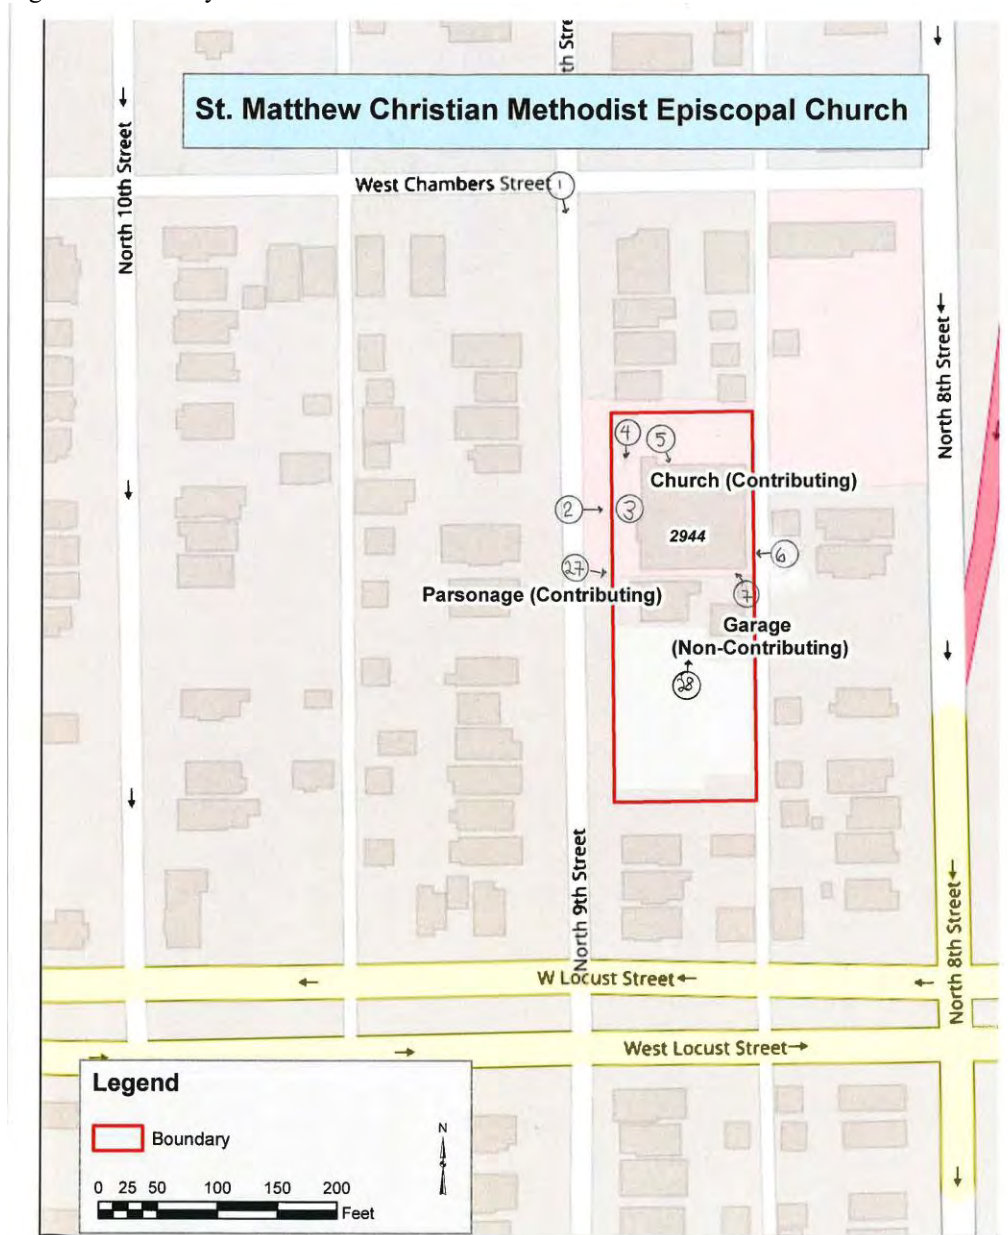 th Stre
St. Matthew Christian Methodist Episcopal Church
North 10th Street
West Chambers Street
1
North 8th Street
4
5
Church (Contributing)
2
3
2944
6
27
Parsonage (Contributing)
7
Garage
(Non-Contributing)
28
North 9th Street
North 8th Street
W Locust Street
West Locust Street
Legend
Boundary
N
0 25 50 100 150 200
Feet